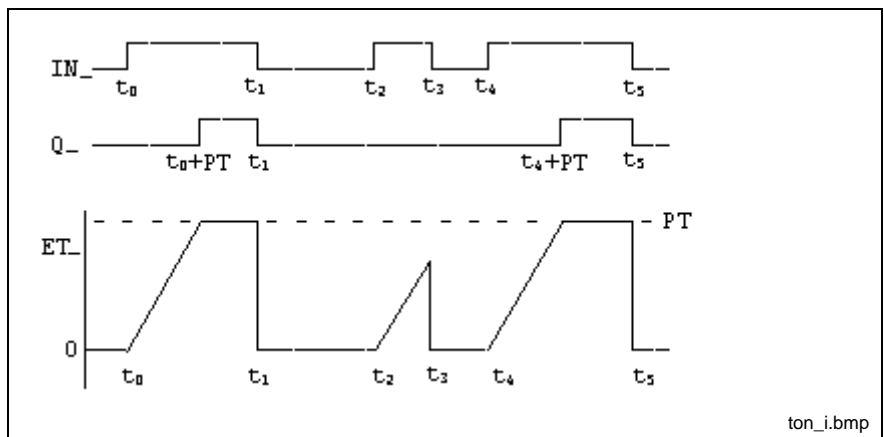 IN_
t₀ t₁ t₂ t₃ t₄ t₅
Q_
t₀+PT t₁ t₄+PT t₅
PT
ET_
0
t₀ t₁ t₂ t₃ t₄ t₅
ton_i.bmp